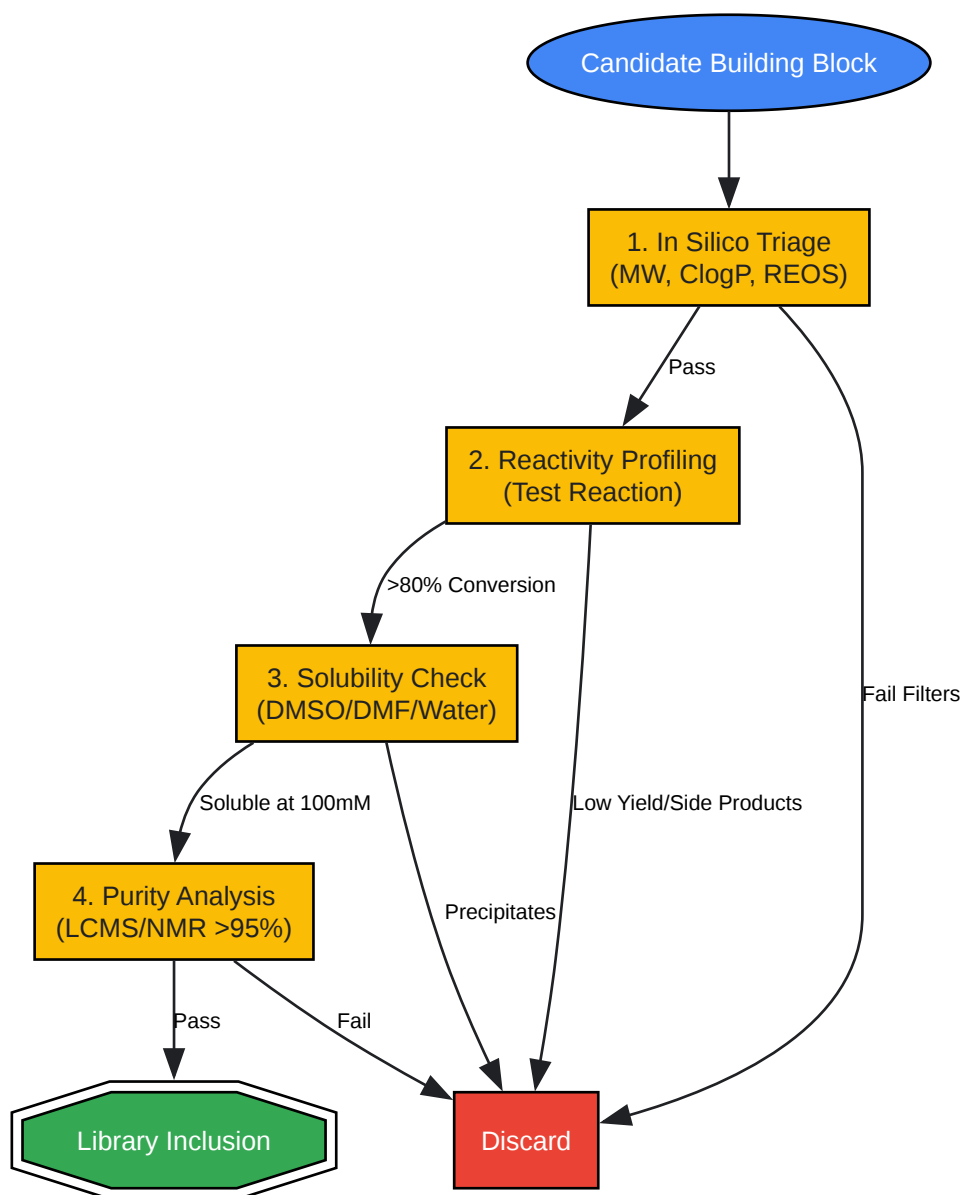 Candidate Building Block
1. In Silico Triage
(MW, ClogP, REOS)
Pass
2. Reactivity Profiling
(Test Reaction)
>80% Conversion
3. Solubility Check
(DMSO/DMF/Water)
Fail Filters
Soluble at 100mM
Low Yield/Side Products
4. Purity Analysis
(LCMS/NMR >95%)
Precipitates
Pass
Fail
Library Inclusion
Discard